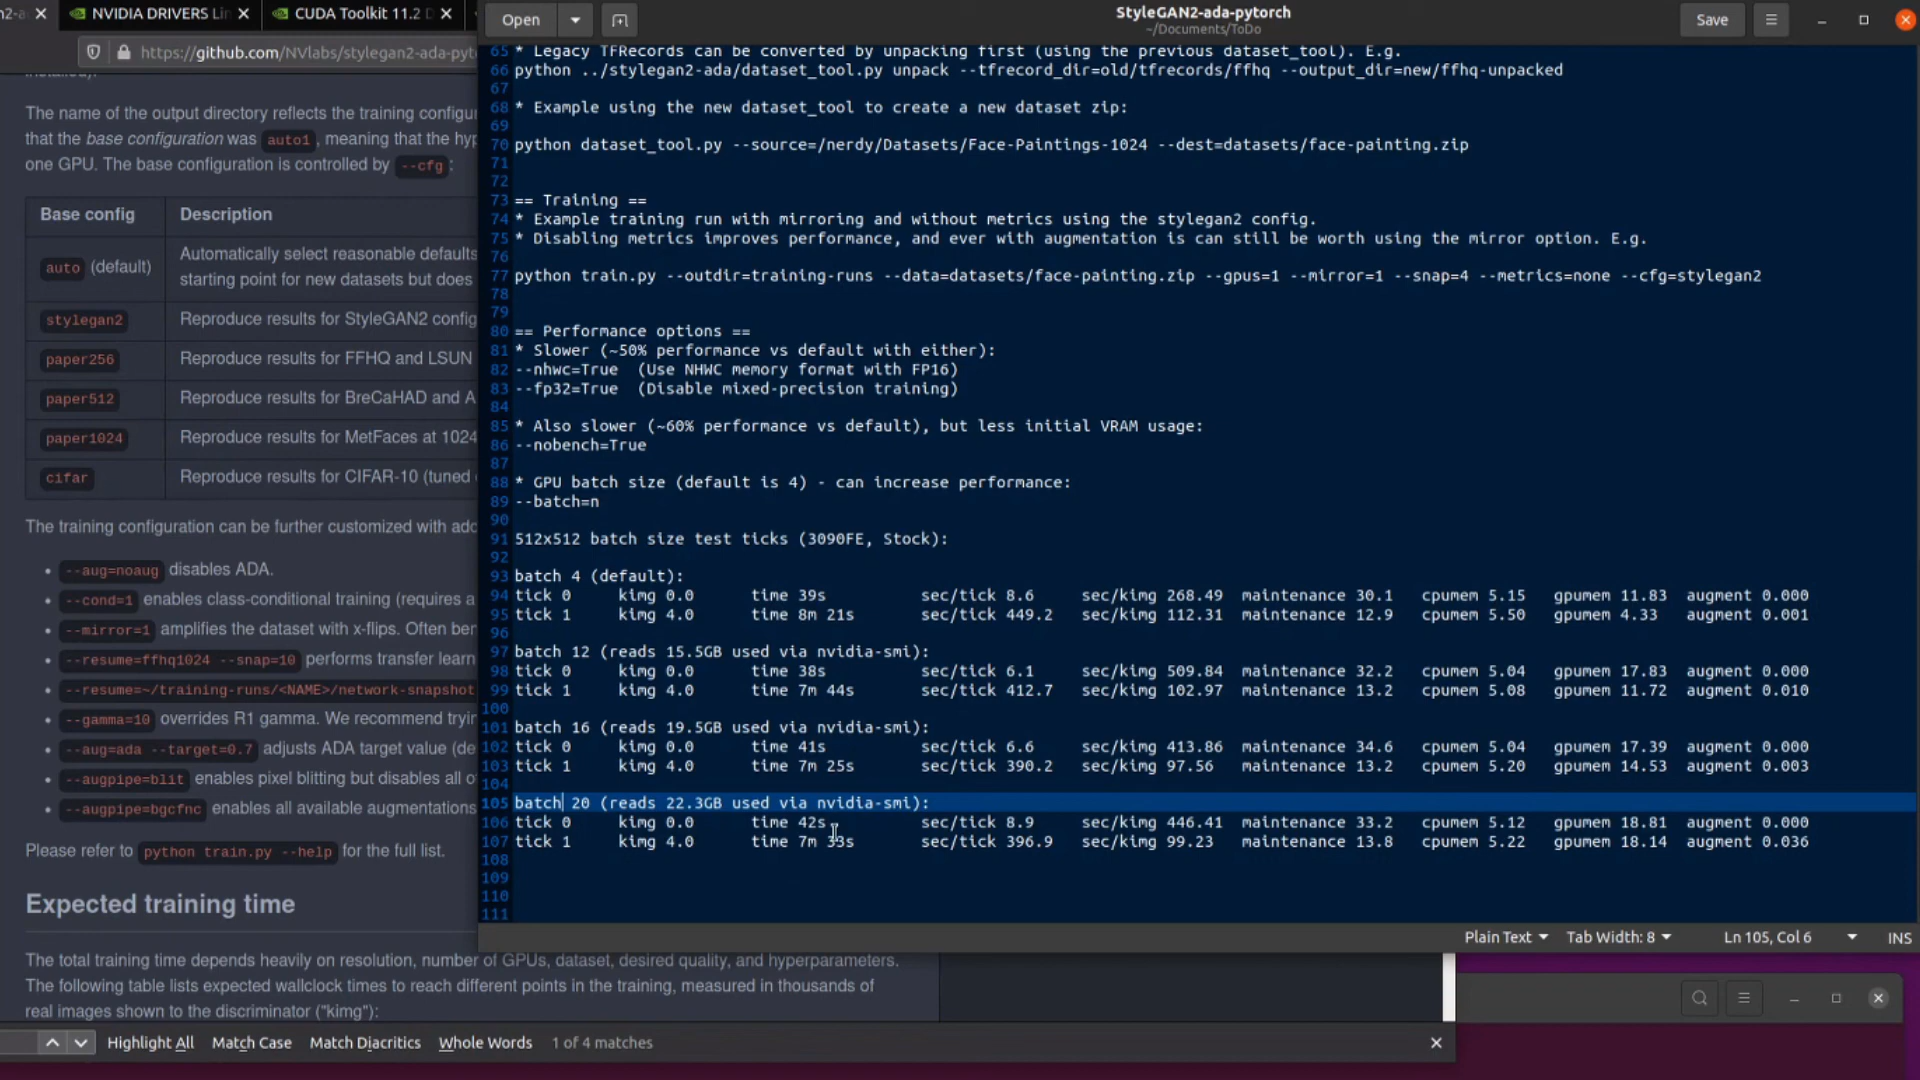 n2-a
NVIDIA DRIVERS Lin
CUDA Toolkit 11.2 D
https://github.com/NVlabs/stylegan2-ada-pyto
installed).
The name of the output directory reflects the training configu
that the base configuration was auto1, meaning that the hyp
one GPU. The base configuration is controlled by --cfg:
Base config Description
auto (default) Automatically select reasonable defaults
starting point for new datasets but does
stylegan2 Reproduce results for StyleGAN2 config
paper256 Reproduce results for FFHQ and LSUN
paper512 Reproduce results for BreCaHAD and A
paper1024 Reproduce results for MetFaces at 1024
cifar Reproduce results for CIFAR-10 (tuned
The training configuration can be further customized with add
• --aug=noaug disables ADA.
• --cond=1 enables class-conditional training (requires a
• --mirror=1 amplifies the dataset with x-flips. Often ben
• --resume=ffhq1024 --snap=10 performs transfer learn
• --resume=~/training-runs/<NAME>/network-snapshot
• --gamma=10 overrides R1 gamma. We recommend tryin
• --aug=ada --target=0.7 adjusts ADA target value (de
• --augpipe=blit enables pixel blitting but disables all o
• --augpipe=bgcfnc enables all available augmentations
Please refer to python train.py --help for the full list.
Expected training time
The total training time depends heavily on resolution, number of GPUs, dataset, desired quality, and hyperparameters.
The following table lists expected wallclock times to reach different points in the training, measured in thousands of
real images shown to the discriminator ("kimg"):
Highlight All Match Case Match Diacritics Whole Words 1 of 4 matches
Open
StyleGAN2-ada-pytorch
~/Documents/ToDo
Save
65 * Legacy TFRecords can be converted by unpacking first (using the previous dataset_tool). E.g.
66 python ../stylegan2-ada/dataset_tool.py unpack --tfrecord_dir=old/tfrecords/ffhq --output_dir=new/ffhq-unpacked
67
68 * Example using the new dataset_tool to create a new dataset zip:
69
70 python dataset_tool.py --source=/nerdy/Datasets/Face-Paintings-1024 --dest=datasets/face-painting.zip
71
72
73 == Training ==
74 * Example training run with mirroring and without metrics using the stylegan2 config.
75 * Disabling metrics improves performance, and ever with augmentation is can still be worth using the mirror option. E.g.
76
77 python train.py --outdir=training-runs --data=datasets/face-painting.zip --gpus=1 --mirror=1 --snap=4 --metrics=none --cfg=stylegan2
78
79
80 == Performance options ==
81 * Slower (~50% performance vs default with either):
82 --nhwc=True (Use NHWC memory format with FP16)
83 --fp32=True (Disable mixed-precision training)
84
85 * Also slower (~60% performance vs default), but less initial VRAM usage:
86 --nobench=True
87
88 * GPU batch size (default is 4) - can increase performance:
89 --batch=n
90
91 512x512 batch size test ticks (3090FE, Stock):
92
93 batch 4 (default):
94 tick 0 kimg 0.0 time 39s sec/tick 8.6 sec/kimg 268.49 maintenance 30.1 cpumem 5.15 gpumem 11.83 augment 0.000
95 tick 1 kimg 4.0 time 8m 21s sec/tick 449.2 sec/kimg 112.31 maintenance 12.9 cpumem 5.50 gpumem 4.33 augment 0.001
96
97 batch 12 (reads 15.5GB used via nvidia-smi):
98 tick 0 kimg 0.0 time 38s sec/tick 6.1 sec/kimg 509.84 maintenance 32.2 cpumem 5.04 gpumem 17.83 augment 0.000
99 tick 1 kimg 4.0 time 7m 44s sec/tick 412.7 sec/kimg 102.97 maintenance 13.2 cpumem 5.08 gpumem 11.72 augment 0.010
100
101 batch 16 (reads 19.5GB used via nvidia-smi):
102 tick 0 kimg 0.0 time 41s sec/tick 6.6 sec/kimg 413.86 maintenance 34.6 cpumem 5.04 gpumem 17.39 augment 0.000
103 tick 1 kimg 4.0 time 7m 25s sec/tick 390.2 sec/kimg 97.56 maintenance 13.2 cpumem 5.20 gpumem 14.53 augment 0.003
104
105 batch 20 (reads 22.3GB used via nvidia-smi):
106 tick 0 kimg 0.0 time 42s sec/tick 8.9 sec/kimg 446.41 maintenance 33.2 cpumem 5.12 gpumem 18.81 augment 0.000
107 tick 1 kimg 4.0 time 7m 33s sec/tick 396.9 sec/kimg 99.23 maintenance 13.8 cpumem 5.22 gpumem 18.14 augment 0.036
108
109
110
111
Plain Text Tab Width: 8 Ln 105, Col 6 INS